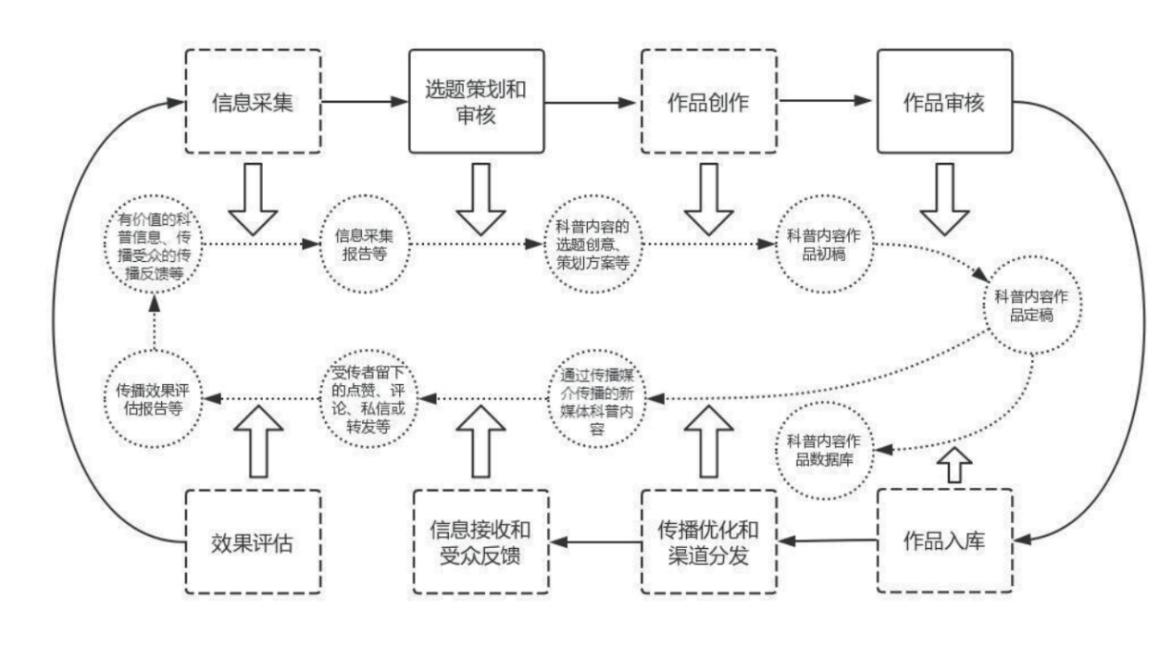 信息采集
选题策划和
审核
作品创作
作品审核
有价值的科
普信息、传
播受众的传
播反馈等
信息采集
报告等
科普内容的
选题创意、
策划方案等
科普内容作
品初稿
科普内容作
品定稿
传播效果评
估报告等
受传者留下
的点赞、评
论、私信或
转发等
通过传播媒
介传播的新
媒体科普内
容
科普内容作
品数据库
效果评估
信息接收和
受众反馈
传播优化和
渠道分发
作品入库